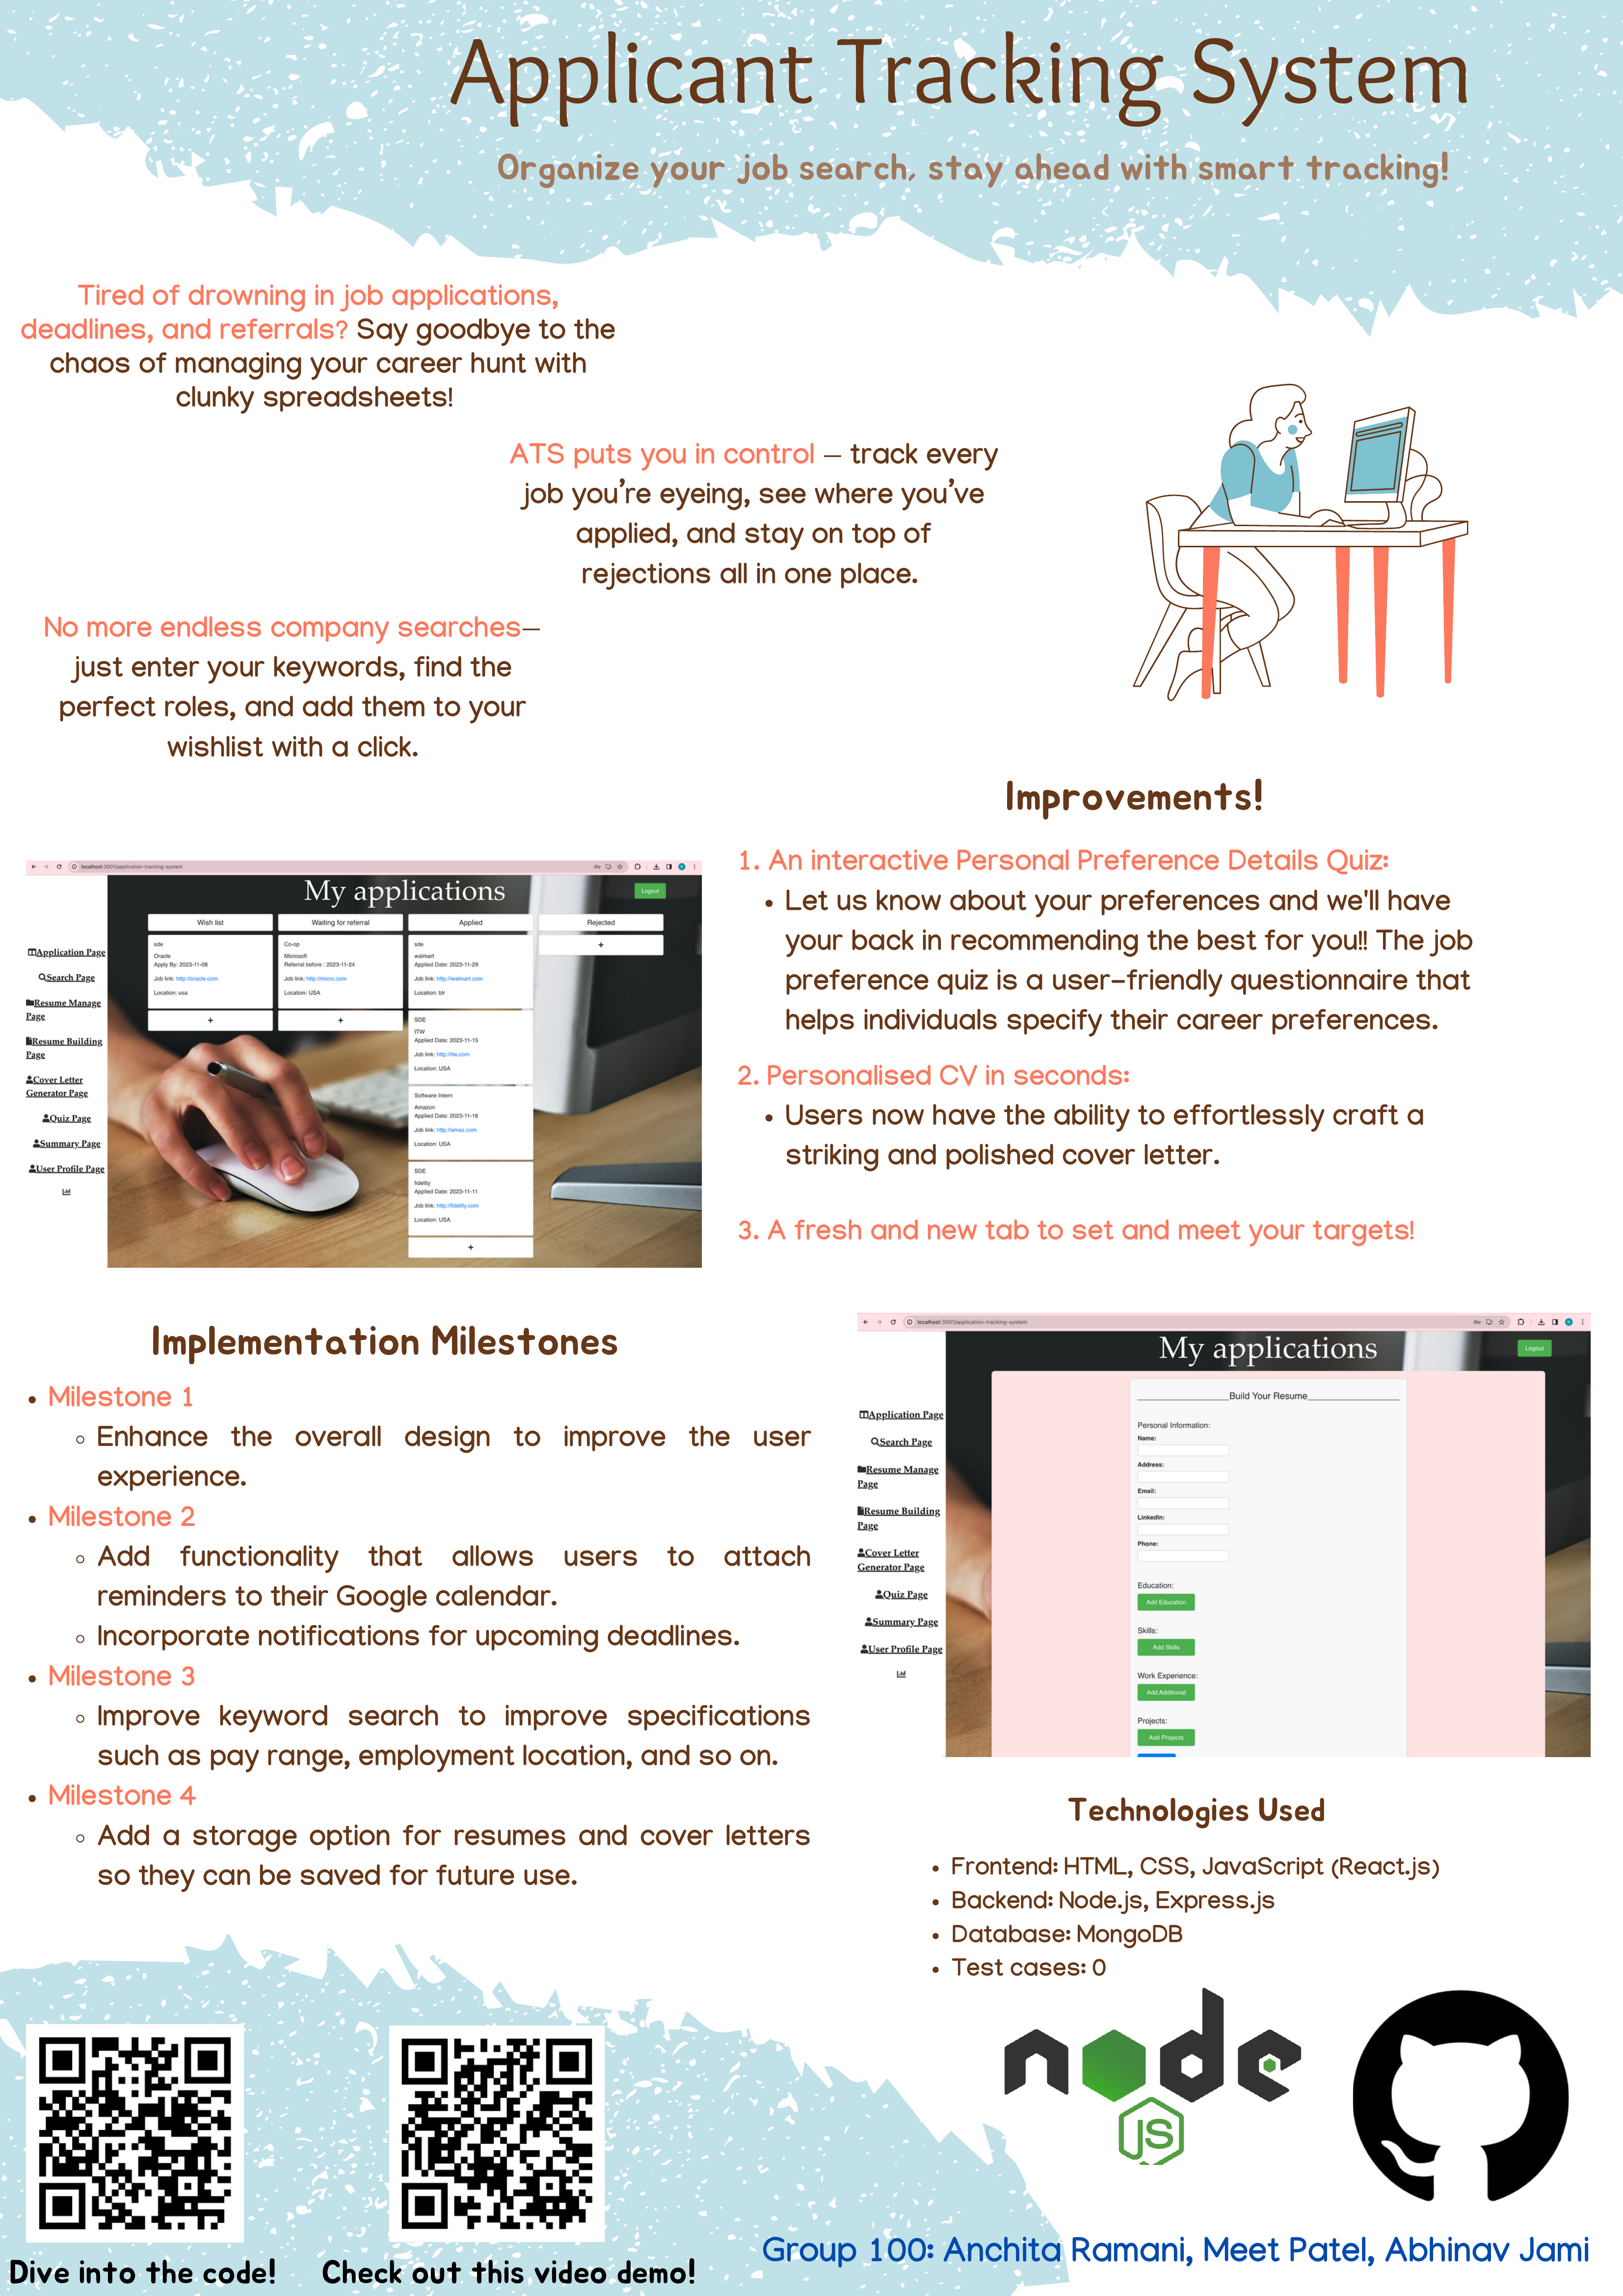 Applicant Tracking System
Organize your job search, stay ahead with smart tracking!
Tired of drowning in job applications,
deadlines, and referrals? Say goodbye to the
chaos of managing your career hunt with
clunky spreadsheets!
ATS puts you in control – track every
job you're eyeing, see where you've
applied, and stay on top of
rejections all in one place.
No more endless company searches—
just enter your keywords, find the
perfect roles, and add them to your
wishlist with a click.
localhost:3001/application-tracking-system
My applications
Logout
Wish list
Waiting for referral
Applied
Rejected
Application Page
Search Page
Resume Manage
Page
Resume Building
Page
Cover Letter
Generator Page
Quiz Page
Summary Page
User Profile Page
sde
Oracle
Apply By: 2023-11-08
Job link: http://oracle.com
Location: usa
+
Co-op
Microsoft
Referral before : 2023-11-24
Job link: http://micro.com
Location: USA
+
sde
walmart
Applied Date: 2023-11-29
Job link: http://walmart.com
Location: blr
SDE
ITW
Applied Date: 2023-11-15
Job link: http://itw.com
Location: USA
Software Intern
Amazon
Applied Date: 2023-11-16
Job link: http://amaz.com
Location: USA
SDE
fidelity
Applied Date: 2023-11-11
Job link: http://fidelity.com
Location: USA
+
+
Improvements!
1. An interactive Personal Preference Details Quiz:
• Let us know about your preferences and we'll have
your back in recommending the best for you!! The job
preference quiz is a user-friendly questionnaire that
helps individuals specify their career preferences.
2. Personalised CV in seconds:
• Users now have the ability to effortlessly craft a
striking and polished cover letter.
3. A fresh and new tab to set and meet your targets!
Implementation Milestones
• Milestone 1
Enhance the overall design to improve the user
experience.
• Milestone 2
Add functionality that allows users to attach
reminders to their Google calendar.
Incorporate notifications for upcoming deadlines.
• Milestone 3
Improve keyword search to improve specifications
such as pay range, employment location, and so on.
• Milestone 4
Add a storage option for resumes and cover letters
so they can be saved for future use.
localhost:3001/application-tracking-system
My applications
Logout
Application Page
Search Page
Resume Manage
Page
Resume Building
Page
Cover Letter
Generator Page
Quiz Page
Summary Page
User Profile Page
Build Your Resume
Personal Information:
Name:
Address:
Email:
LinkedIn:
Phone:
Education:
Add Education
Skills:
Add Skills
Work Experience:
Add Additional
Projects:
Add Projects
Technologies Used
• Frontend: HTML, CSS, JavaScript (React.js)
• Backend: Node.js, Express.js
• Database: MongoDB
• Test cases: 0
node
JS
Dive into the code!
Check out this video demo!
Group 100: Anchita Ramani, Meet Patel, Abhinav Jami